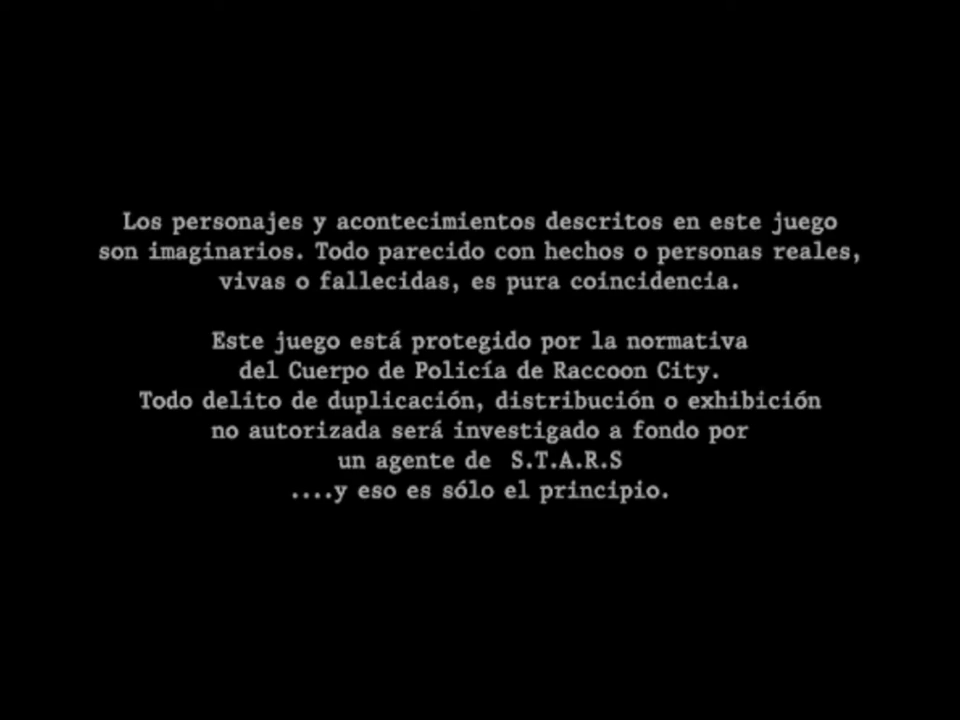 Los personajes y acontecimientos descritos en este juego
son imaginarios. Todo parecido con hechos o personas reales,
vivas o fallecidas, es pura coincidencia.
Este juego está protegido por la normativa
del Cuerpo de Policía de Raccoon City.
Todo delito de duplicación, distribución o exhibición
no autorizada será investigado a fondo por
un agente de S.T.A.R.S
....y eso es sólo el principio.